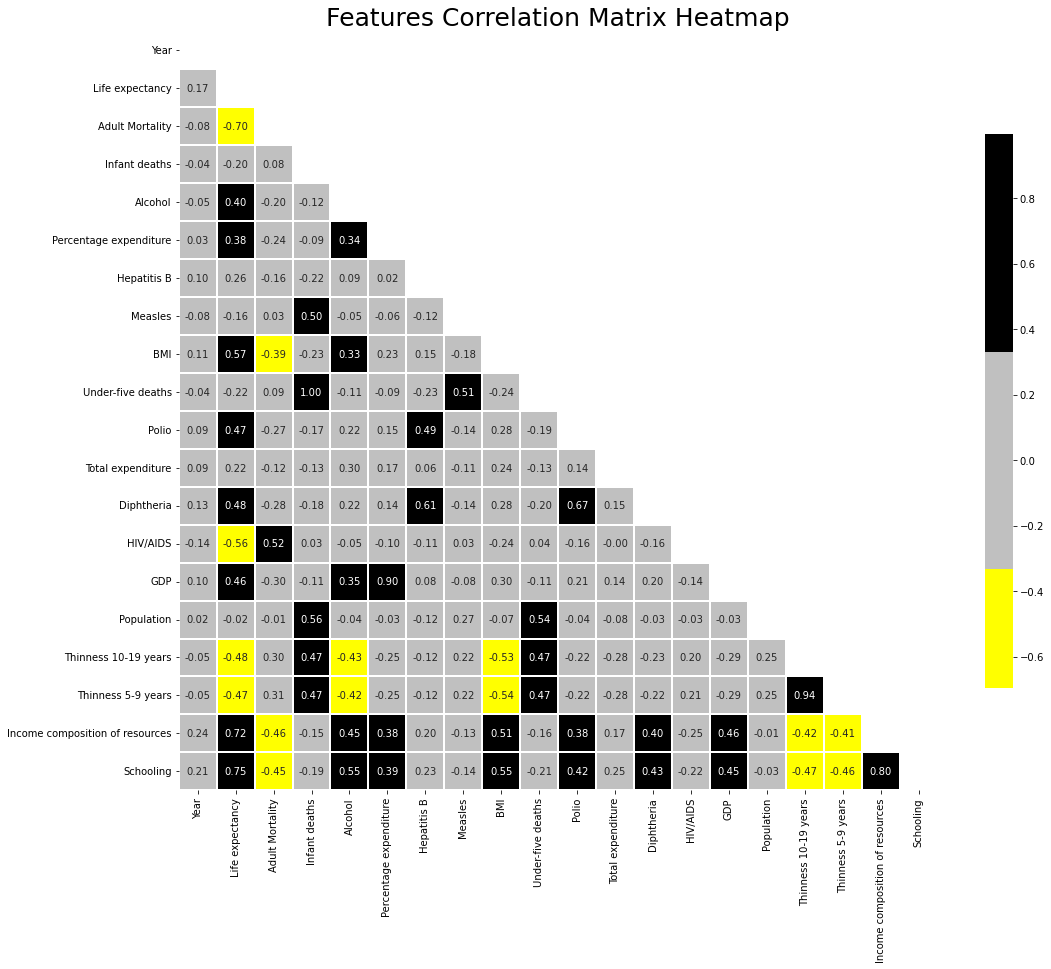 Features Correlation Matrix Heatmap
Year
Life expectancy 0.17
Adult Mortality -0.08 -0.70
Infant deaths -0.04 -0.20 0.08
Alcohol -0.05 0.40 -0.20 -0.12
Percentage expenditure 0.03 0.38 -0.24 -0.09 0.34
Hepatitis B 0.10 0.26 -0.16 -0.22 0.09 0.02
Measles -0.08 -0.16 0.03 0.50 -0.05 -0.06 -0.12
BMI 0.11 0.57 -0.39 -0.23 0.33 0.23 0.15 -0.18
Under-five deaths -0.04 -0.22 0.09 1.00 -0.11 -0.09 -0.23 0.51 -0.24
Polio 0.09 0.47 -0.27 -0.17 0.22 0.15 0.49 -0.14 0.28 -0.19
Total expenditure 0.09 0.22 -0.12 -0.13 0.30 0.17 0.06 -0.11 0.24 -0.13 0.14
Diphtheria 0.13 0.48 -0.28 -0.18 0.22 0.14 0.61 -0.14 0.28 -0.20 0.67 0.15
HIV/AIDS -0.14 -0.56 0.52 0.03 -0.05 -0.10 -0.11 0.03 -0.24 0.04 -0.16 -0.00 -0.16
GDP 0.10 0.46 -0.30 -0.11 0.35 0.90 0.08 -0.08 0.30 -0.11 0.21 0.14 0.20 -0.14
Population 0.02 -0.02 -0.01 0.56 -0.04 -0.03 -0.12 0.27 -0.07 0.54 -0.04 -0.08 -0.03 -0.03 -0.03
Thinness 10-19 years -0.05 -0.48 0.30 0.47 -0.43 -0.25 -0.12 0.22 -0.53 0.47 -0.22 -0.28 -0.23 0.20 -0.29 0.25
Thinness 5-9 years -0.05 -0.47 0.31 0.47 -0.42 -0.25 -0.12 0.22 -0.54 0.47 -0.22 -0.28 -0.22 0.21 -0.29 0.25 0.94
Income composition of resources 0.24 0.72 -0.46 -0.15 0.45 0.38 0.20 -0.13 0.51 -0.16 0.38 0.17 0.40 -0.25 0.46 -0.01 -0.42 -0.41
Schooling 0.21 0.75 -0.45 -0.19 0.55 0.39 0.23 -0.14 0.55 -0.21 0.42 0.25 0.43 -0.22 0.45 -0.03 -0.47 -0.46 0.80
Year
Life expectancy
Adult Mortality
Infant deaths
Alcohol
Percentage expenditure
Hepatitis B
Measles
BMI
Under-five deaths
Polio
Total expenditure
Diphtheria
HIV/AIDS
GDP
Population
Thinness 10-19 years
Thinness 5-9 years
Income composition of resources
Schooling
0.8
0.6
0.4
0.2
0.0
−0.2
−0.4
−0.6